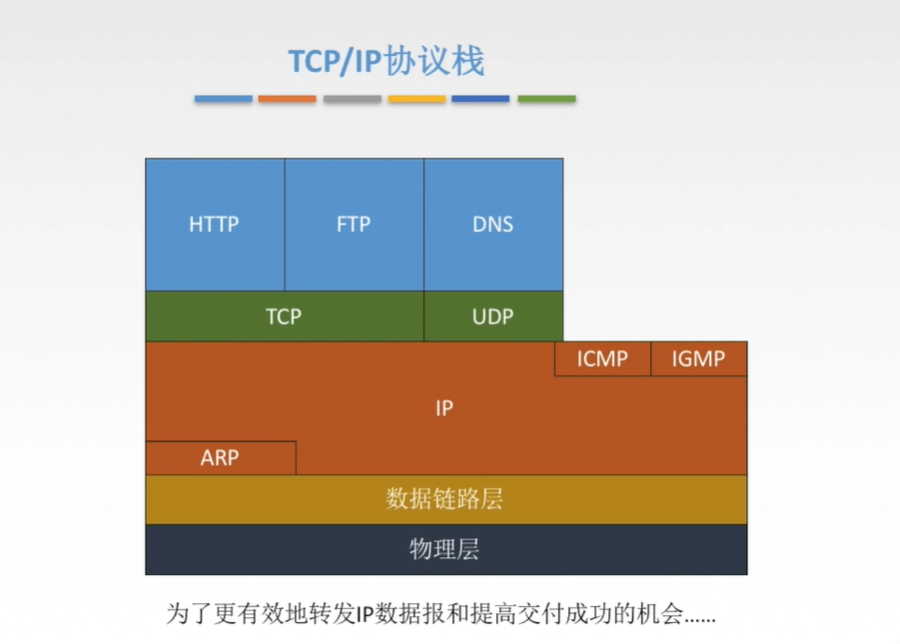 TCP/IP协议栈
HTTP FTP DNS
TCP UDP
ICMP IGMP
IP
ARP
数据链路层
物理层
为了更有效地转发IP数据报和提高交付成功的机会......